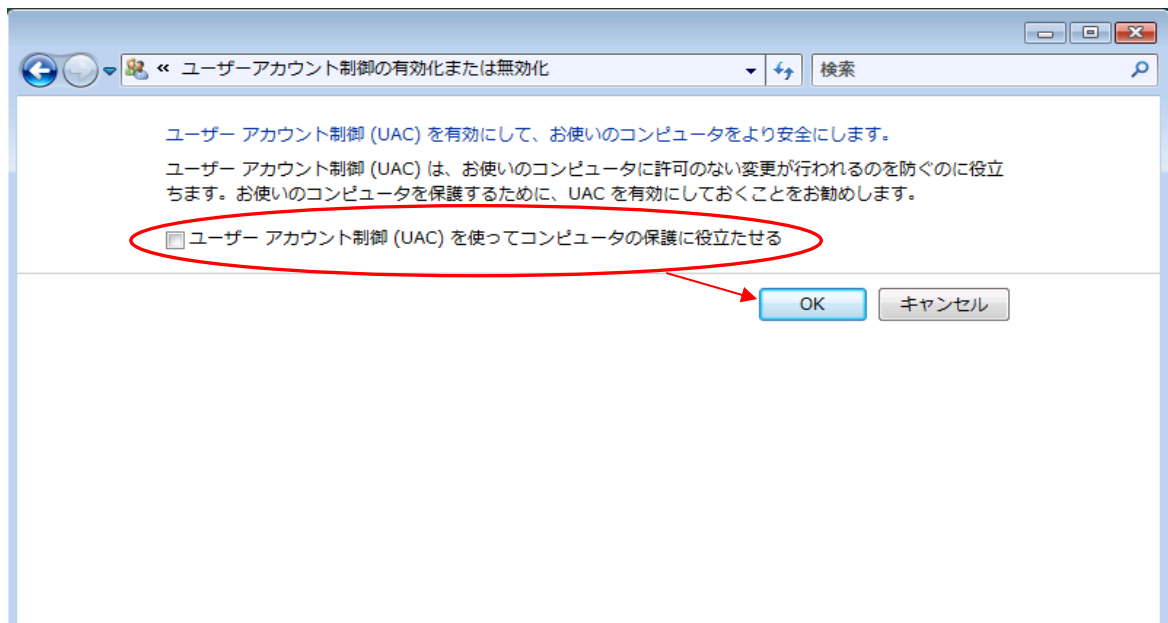 « ユーザーアカウント制御の有効化または無効化
検索
ユーザー アカウント制御 (UAC) を有効にして、お使いのコンピュータをより安全にします。
ユーザー アカウント制御 (UAC) は、お使いのコンピュータに許可のない変更が行われるのを防ぐのに役立
ちます。お使いのコンピュータを保護するために、UAC を有効にしておくことをお勧めします。
ユーザー アカウント制御 (UAC) を使ってコンピュータの保護に役立たせる
OK
キャンセル